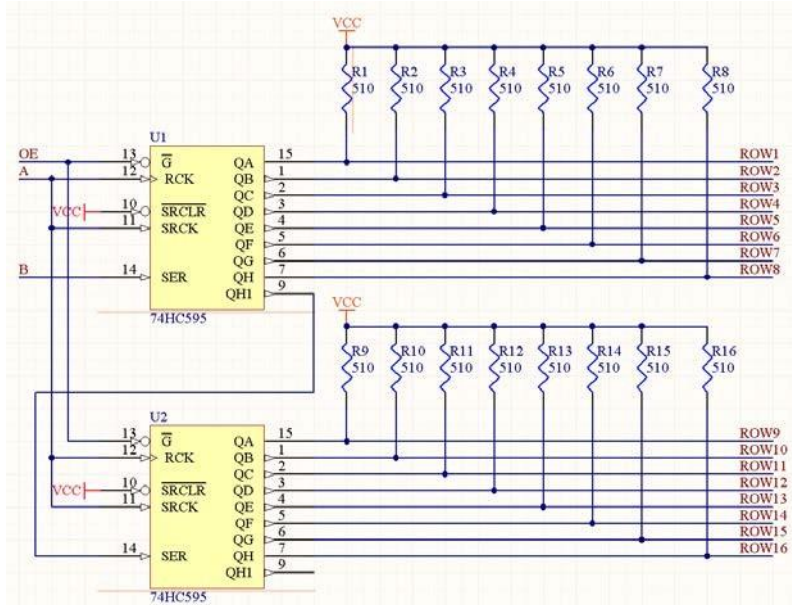 VCC
R1 R2 R3 R4 R5 R6 R7 R8
510 510 510 510 510 510 510 510
U1
OE 13 G QA 15 ROW1
A 12 RCK QB 1 ROW2
QC 2 ROW3
VCC 10 SRCLR QD 3 ROW4
11 SRCK QE 4 ROW5
QF 5 ROW6
QG 6 ROW7
B 14 SER QH 7 ROW8
QH1 9
74HC595
VCC
R9 R10 R11 R12 R13 R14 R15 R16
510 510 510 510 510 510 510 510
U2
13 G QA 15 ROW9
12 RCK QB 1 ROW10
QC 2 ROW11
VCC 10 SRCLR QD 3 ROW12
11 SRCK QE 4 ROW13
QF 5 ROW14
QG 6 ROW15
14 SER QH 7 ROW16
QH1 9
74HC595